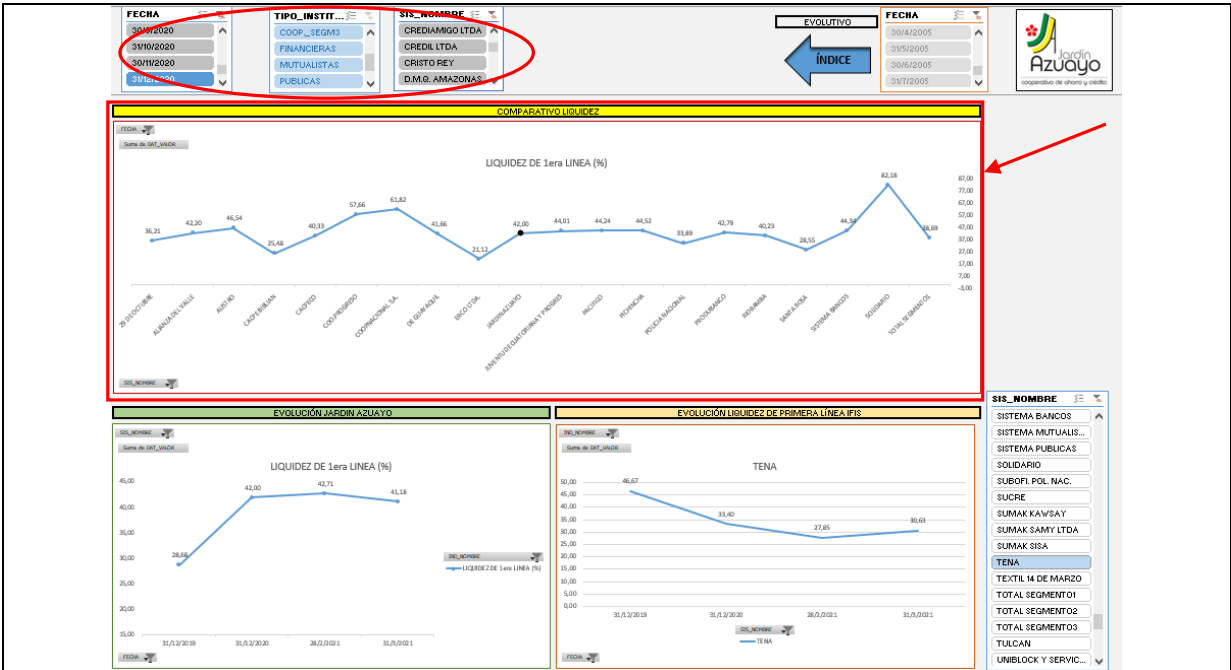 FECHA
30/9/2020
31/10/2020
30/11/2020
31/12/2020
TIPO_INSTIT...
COOP._SEGM3
FINANCIERAS
MUTUALISTAS
PUBLICAS
SIS_NOMBRE
CREDIAMIGO LTDA
CREDIL LTDA
CRISTO REY
D.M.Q. AMAZONAS
EVOLUTIVO
ÍNDICE
FECHA
30/4/2005
31/5/2005
30/6/2005
31/7/2005
Jardín
Azuayo
cooperativa de ahorro y crédito
COMPARATIVO LIQUIDEZ
FECHA
Suma de DAT_VALOR
LIQUIDEZ DE 1era LINEA (%)
36,21
42,20
46,54
25,48
40,33
57,66
61,82
41,66
21,12
42,00
44,01
44,24
44,52
33,89
42,79
40,23
28,55
44,34
82,18
38,69
87,00
77,00
67,00
57,00
47,00
37,00
27,00
17,00
7,00
-3,00
29 DE OCTUBRE
ALIANZA DEL VALLE
AUSTRO
CACPE BIBLIAN
CACPECO
COOPROGRESO
COOPNACIONAL S.A.
DE GUAYAQUIL
ERCO LTDA.
JARDIN AZUAYO
JUVENTUD ECUATORIANA Y PROGRES
PACIFICO
PICHINCHA
POLICIA NACIONAL
PRODUBANCO
RIOBAMBA
SANTA ROSA
SISTEMA BANCOS
SOLIDARIO
TOTAL SEGMENTO1
SIS_NOMBRE
EVOLUCIÓN JARDIN AZUAYO
SIS_NOMBRE
Suma de DAT_VALOR
LIQUIDEZ DE 1era LINEA (%)
45,00
40,00
35,00
30,00
25,00
20,00
15,00
28,68
42,00
42,71
41,18
31/12/2019
31/12/2020
28/2/2021
31/3/2021
IND_NOMBRE
LIQUIDEZ DE 1era LINEA (%)
FECHA
EVOLUCIÓN LIQUIDEZ DE PRIMERA LÍNEA IFIS
IND_NOMBRE
Suma de DAT_VALOR
TENA
50,00
45,00
40,00
35,00
30,00
25,00
20,00
15,00
10,00
5,00
0,00
46,67
33,40
27,85
30,63
31/12/2019
31/12/2020
28/2/2021
31/3/2021
SIS_NOMBRE
TENA
FECHA
SIS_NOMBRE
SISTEMA BANCOS
SISTEMA MUTUALIS...
SISTEMA PUBLICAS
SOLIDARIO
SUBOFI. POL. NAC.
SUCRE
SUMAK KAWSAY
SUMAK SAMY LTDA
SUMAK SISA
TENA
TEXTIL 14 DE MARZO
TOTAL SEGMENTO1
TOTAL SEGMENTO2
TOTAL SEGMENTO3
TULCAN
UNIBLOCK Y SERVIC...